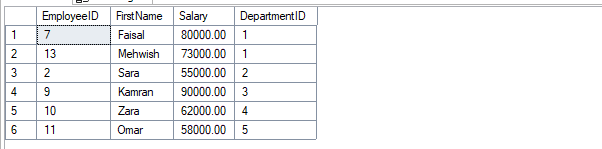 EmployeeID FirstName Salary DepartmentID
1 7 Faisal 80000.00 1
2 13 Mehwish 73000.00 1
3 2 Sara 55000.00 2
4 9 Kamran 90000.00 3
5 10 Zara 62000.00 4
6 11 Omar 58000.00 5